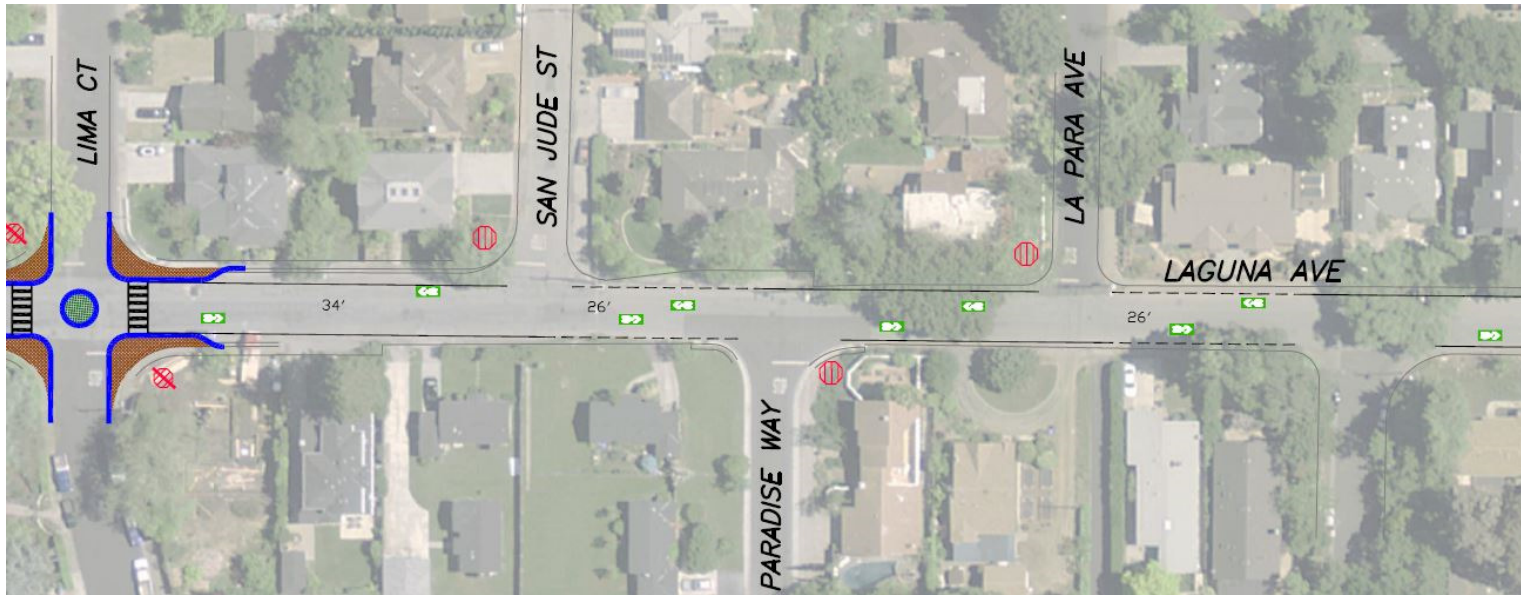 LIMA CT
SAN JUDE ST
LA PARA AVE
LAGUNA AVE
34'
26'
26'
PARADISE WAY